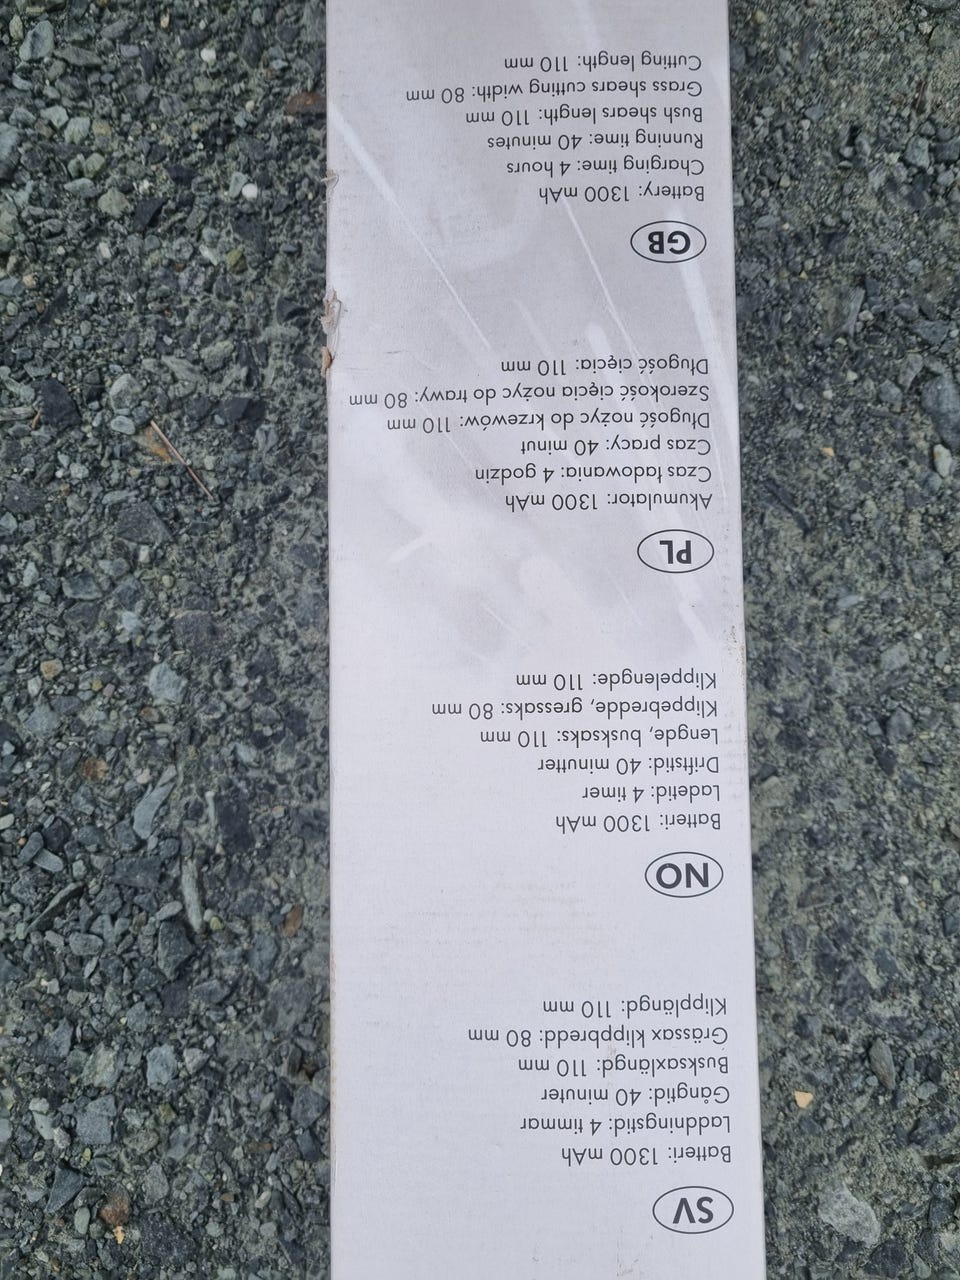 SV
Batteri: 1300 mAh
Laddningstid: 4 timmar
Gångtid: 40 minuter
Busksaxlängd: 110 mm
Grässax klippbredd: 80 mm
Klipplängd: 110 mm
NO
Batteri: 1300 mAh
Ladetid: 4 timer
Driftstid: 40 minutter
Lengde, busksaks: 110 mm
Klippebredde, gressaks: 80 mm
Klippelengde: 110 mm
PL
Akumulator: 1300 mAh
Czas ładowania: 4 godzin
Czas pracy: 40 minut
Długość nożyc do krzewów: 110 mm
Szerokość cięcia nożyc do trawy: 80 mm
Długość cięcia: 110 mm
GB
Battery: 1300 mAh
Charging time: 4 hours
Running time: 40 minutes
Bush shears length: 110 mm
Grass shears cutting width: 80 mm
Cutting length: 110 mm